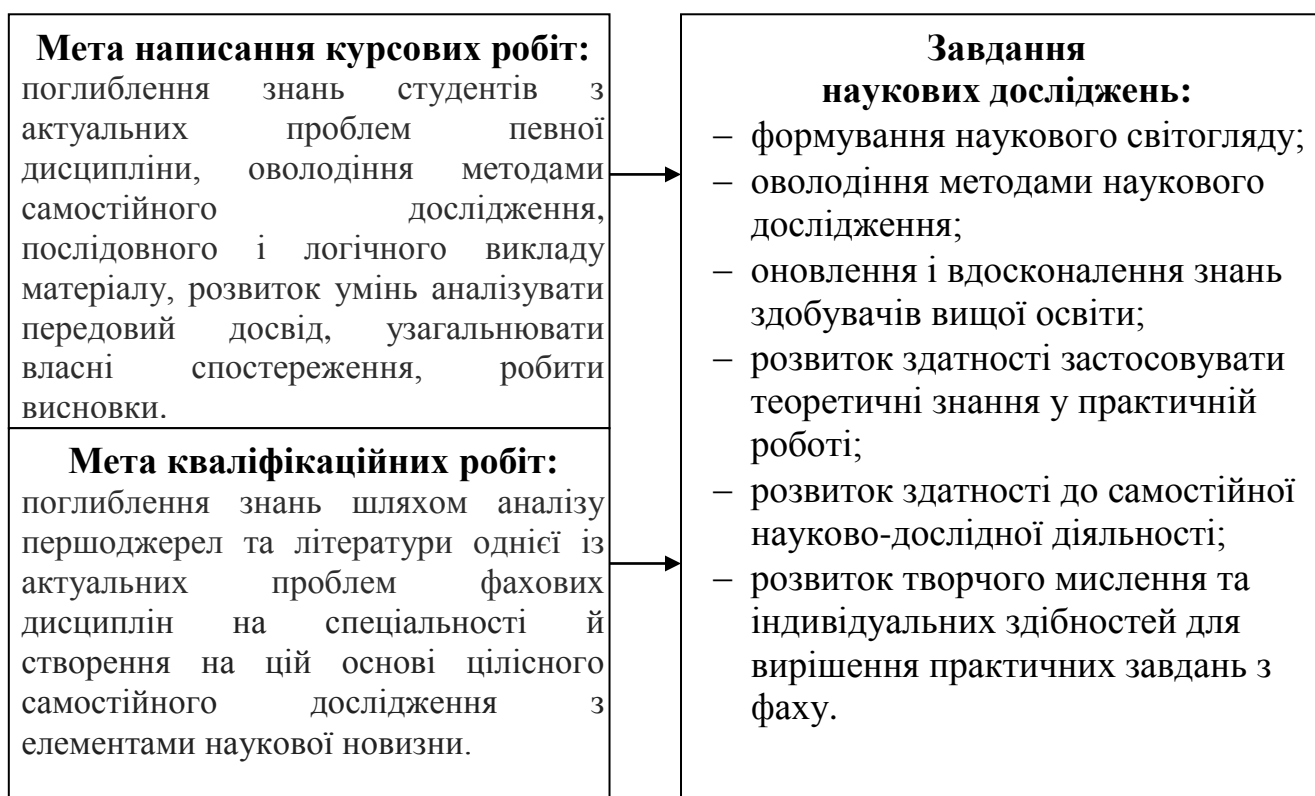 Мета написання курсових робіт:
поглиблення знань студентів з
актуальних проблем певної
дисципліни, оволодіння методами
самостійного дослідження,
послідовного і логічного викладу
матеріалу, розвиток умінь аналізувати
передовий досвід, узагальнювати
власні спостереження, робити
висновки.
Мета кваліфікаційних робіт:
поглиблення знань шляхом аналізу
першоджерел та літератури однієї із
актуальних проблем фахових
дисциплін на спеціальності й
створення на цій основі цілісного
самостійного дослідження з
елементами наукової новизни.
Завдання
наукових досліджень:
– формування наукового світогляду;
– оволодіння методами наукового
дослідження;
– оновлення і вдосконалення знань
здобувачів вищої освіти;
– розвиток здатності застосовувати
теоретичні знання у практичній
роботі;
– розвиток здатності до самостійної
науково-дослідної діяльності;
– розвиток творчого мислення та
індивідуальних здібностей для
вирішення практичних завдань з
фаху.